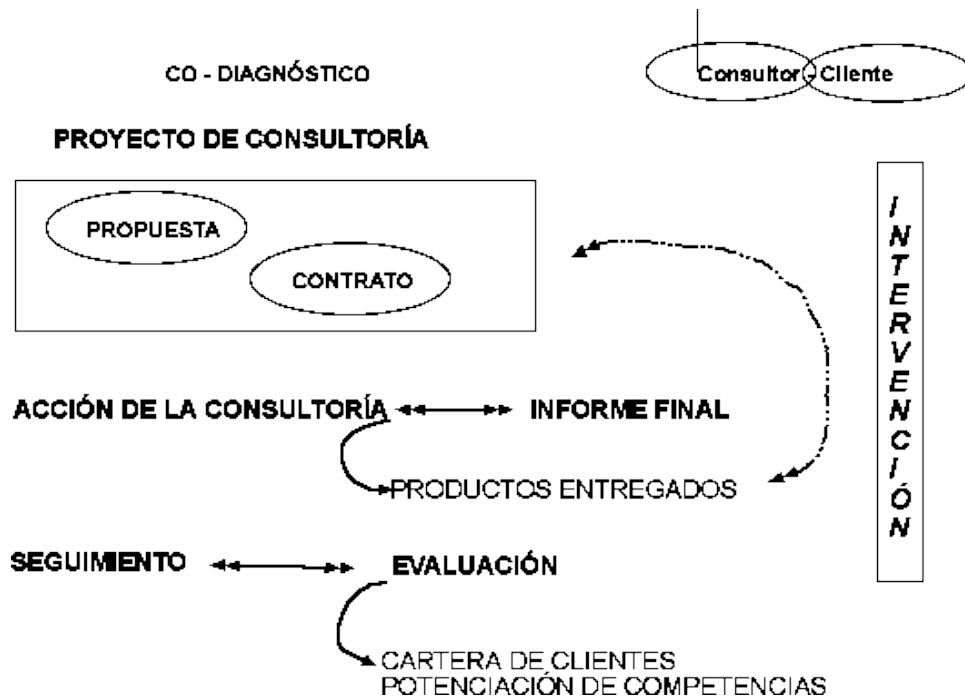 CO - DIAGNÓSTICO
Consultor - Cliente
PROYECTO DE CONSULTORÍA
PROPUESTA
CONTRATO
INTERVENCIÓN
ACCIÓN DE LA CONSULTORÍA
INFORME FINAL
PRODUCTOS ENTREGADOS
SEGUIMIENTO
EVALUACIÓN
CARTERA DE CLIENTES
POTENCIACIÓN DE COMPETENCIAS